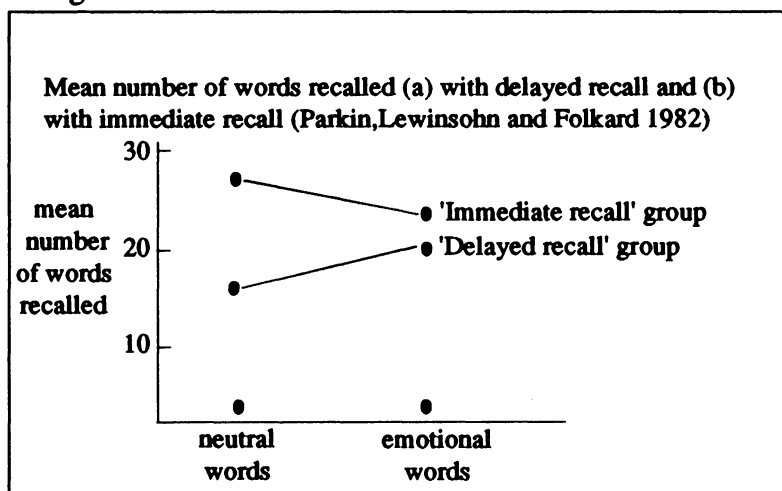 Mean number of words recalled (a) with delayed recall and (b)
with immediate recall (Parkin,Lewinsohn and Folkard 1982)
30
mean
number
of words
recalled
20
10
'Immediate recall' group
'Delayed recall' group
neutral
words
emotional
words